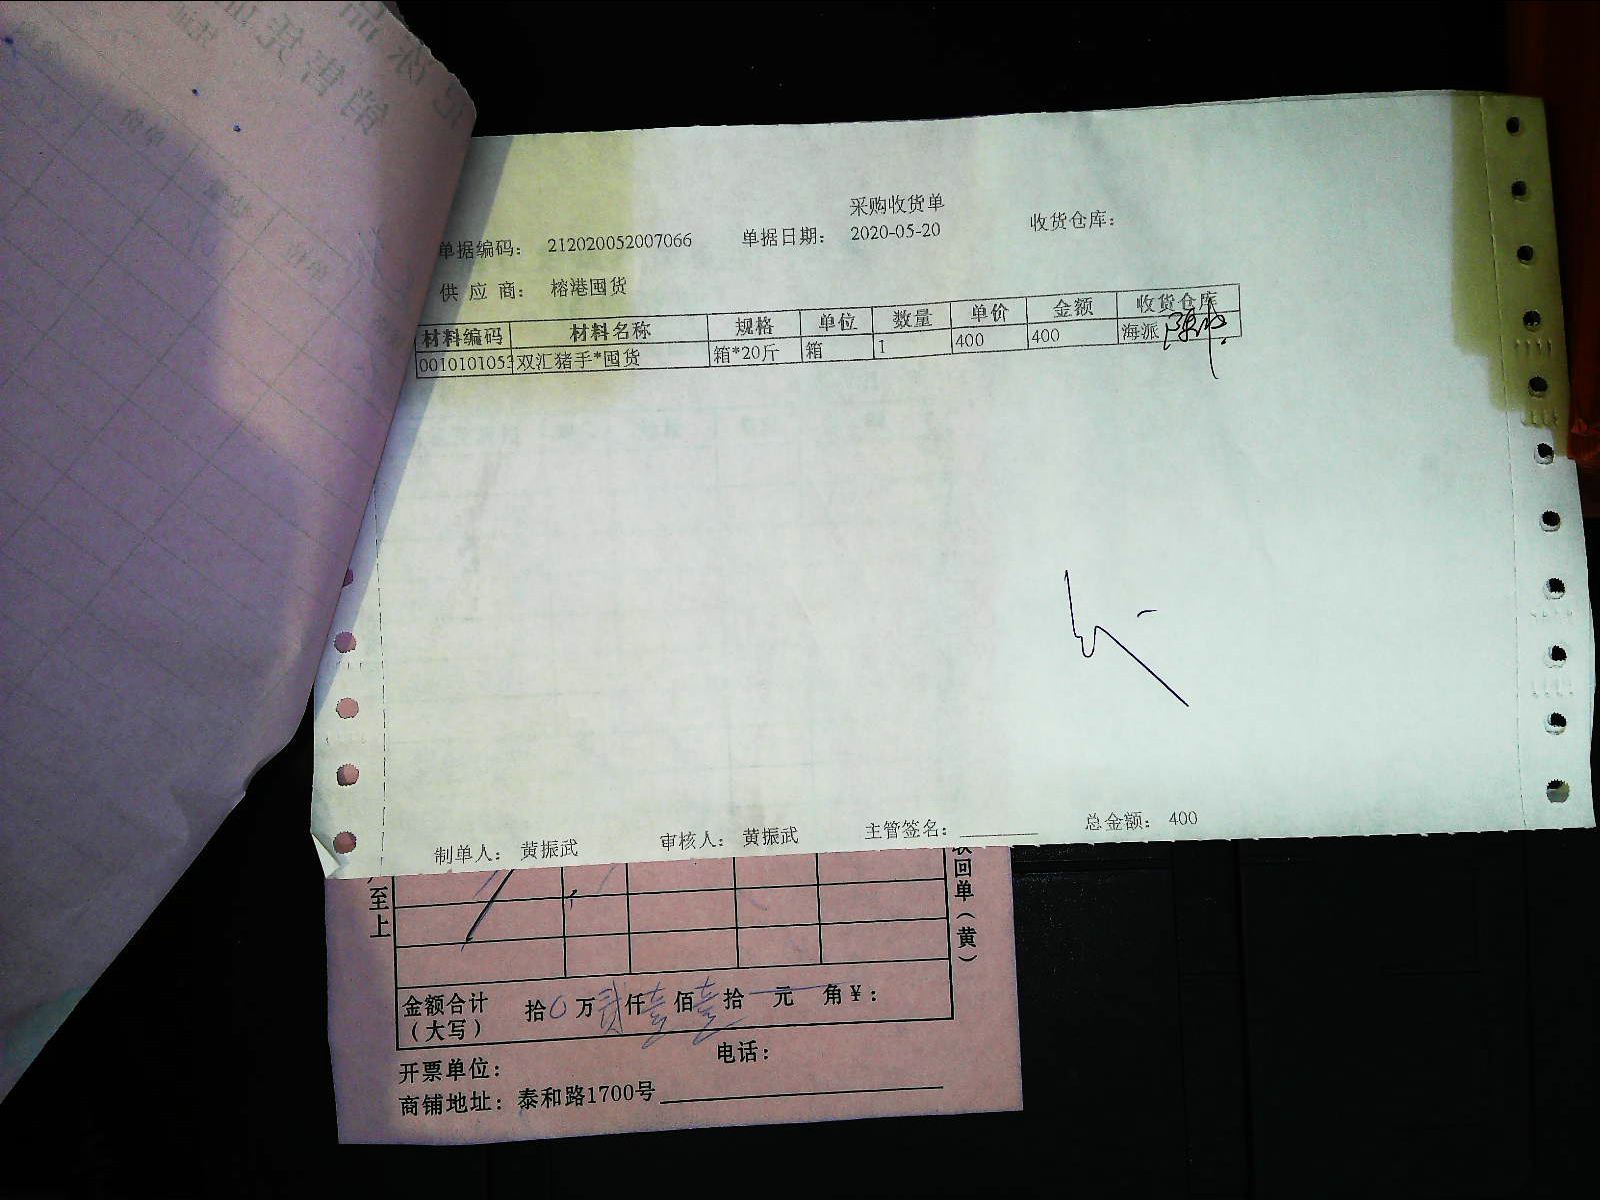 采购收货单
单据编码： 212020052007066 单据日期： 2020-05-20 收货仓库：
供 应 商： 榕港囤货
材料编码 材料名称 规格 单位 数量 单价 金额 收货仓库
0010101053 双汇猪手*囤货 箱*20斤 箱 1 400 400 海派
制单人： 黄振武 审核人： 黄振武 主管签名： 总金额： 400
至上
回单（黄）
金额合计（大写） 拾0万贰仟壹佰壹拾 元 角￥：
开票单位： 电话：
商铺地址：泰和路1700号